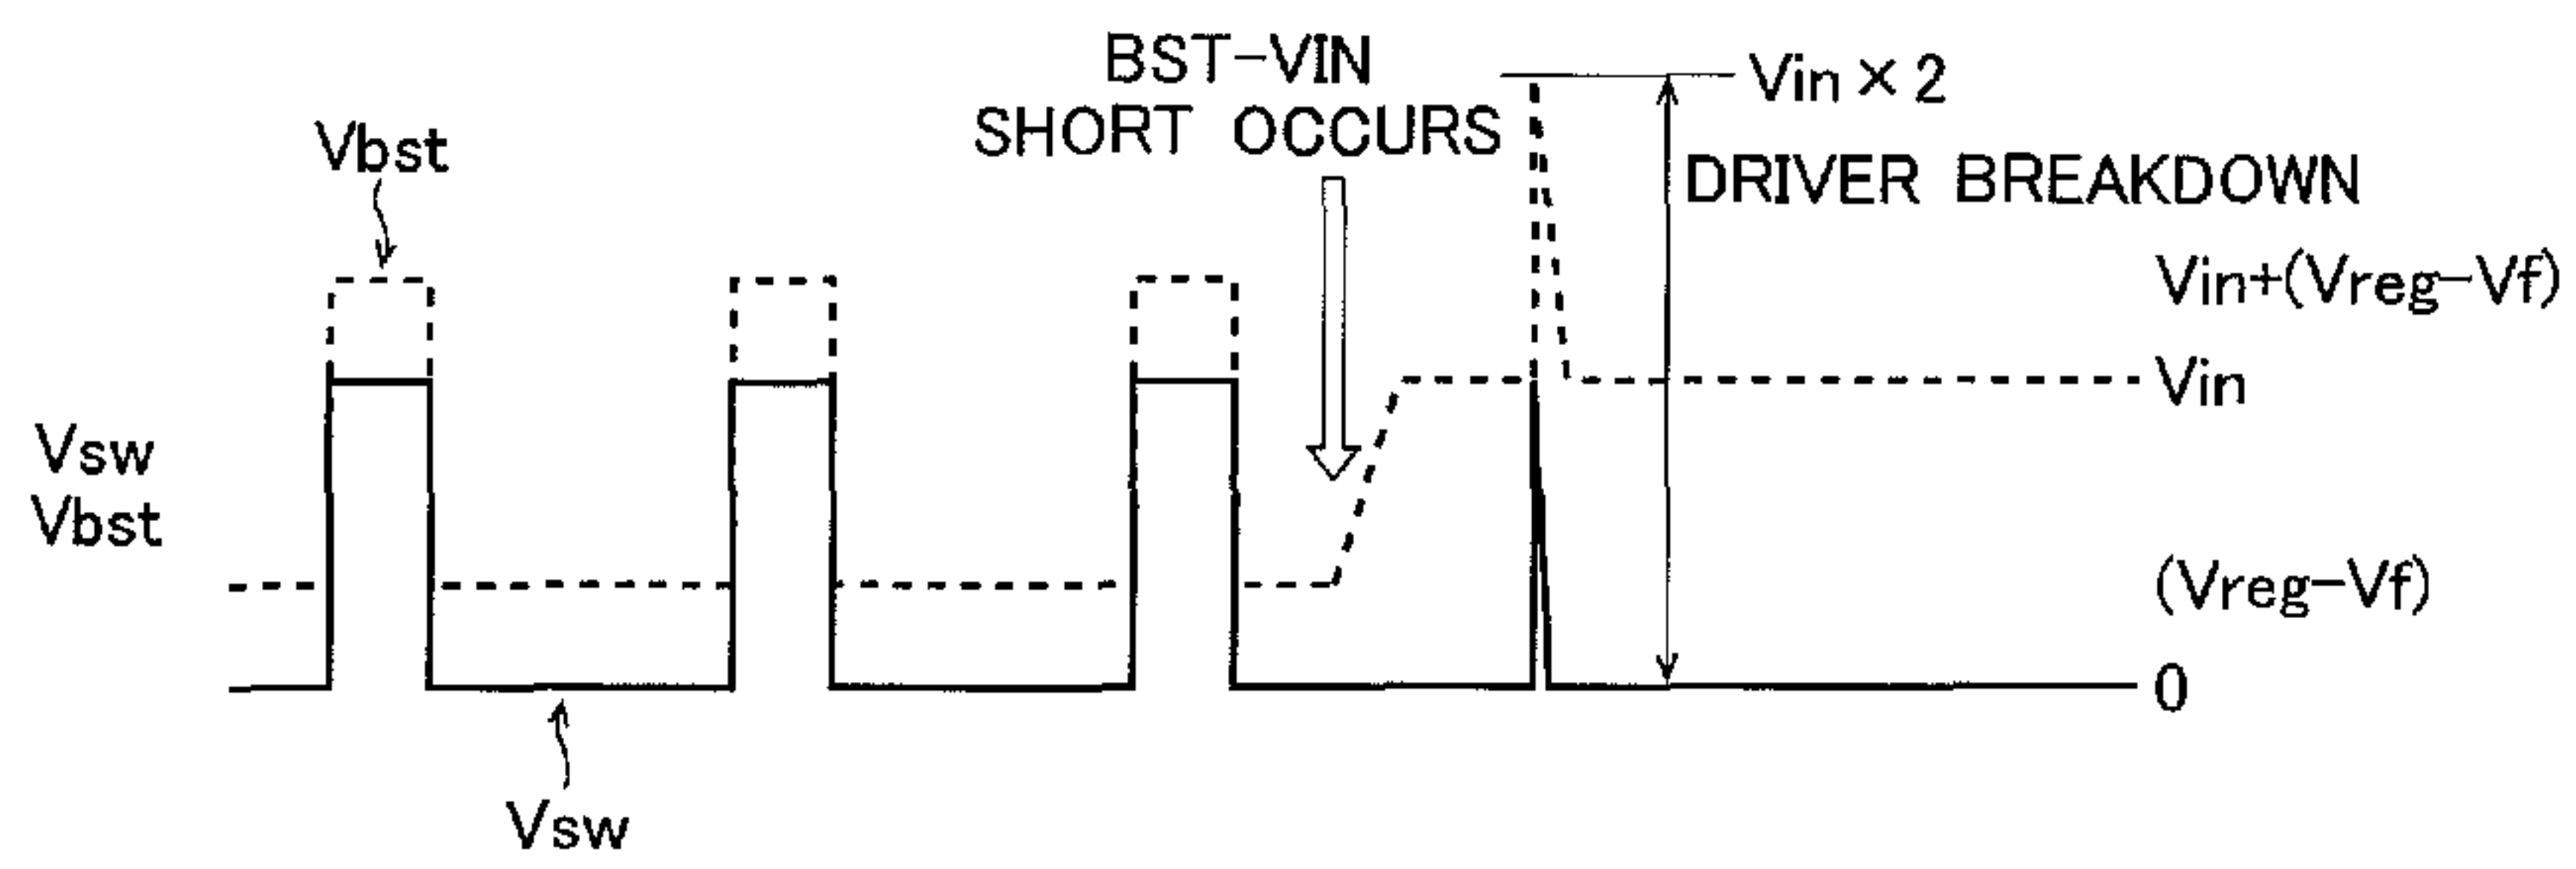 BST-VIN
SHORT OCCURS
Vin×2
Vbst
DRIVER BREAKDOWN
Vin+(Vreg-Vf)
Vin
Vsw
Vbst
(Vreg-Vf)
0
Vsw